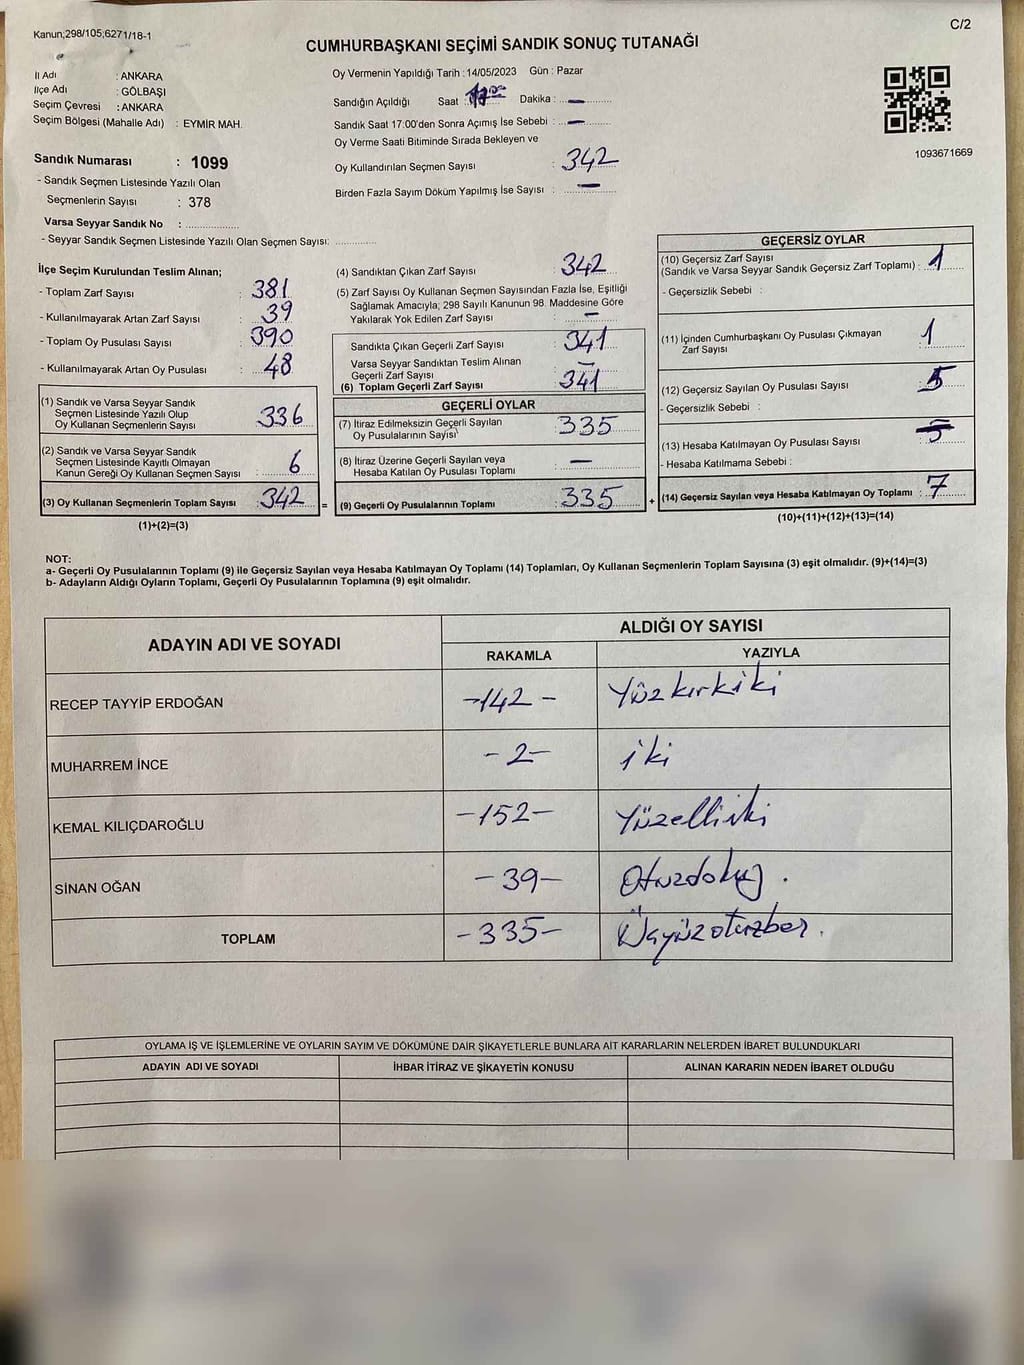 Kanun;298/105;6271/18-1
C/2
CUMHURBAŞKANI SEÇİMİ SANDIK SONUÇ TUTANAĞI
İl Adı : ANKARA
İlçe Adı : GÖLBAŞI
Seçim Çevresi : ANKARA
Seçim Bölgesi (Mahalle Adı) : EYMİR MAH.
Sandık Numarası : 1099
- Sandık Seçmen Listesinde Yazılı Olan
Seçmenlerin Sayısı : 378
Varsa Seyyar Sandık No :
- Seyyar Sandık Seçmen Listesinde Yazılı Olan Seçmen Sayısı:
Oy Vermenin Yapıldığı Tarih :14/05/2023 Gün : Pazar
Sandığın Açıldığı Saat : 17:00 Dakika : —
Sandık Saat 17:00'den Sonra Açımış İse Sebebi : —
Oy Verme Saati Bitiminde Sırada Bekleyen ve
Oy Kullandırılan Seçmen Sayısı : 342
Birden Fazla Sayım Döküm Yapılmış İse Sayısı : —
1093671669
İlçe Seçim Kurulundan Teslim Alınan;
- Toplam Zarf Sayısı : 381
- Kullanılmayarak Artan Zarf Sayısı : 39
- Toplam Oy Pusulası Sayısı : 390
- Kullanılmayarak Artan Oy Pusulası : 48
(1) Sandık ve Varsa Seyyar Sandık
Seçmen Listesinde Yazılı Olup
Oy Kullanan Seçmenlerin Sayısı : 336
(2) Sandık ve Varsa Seyyar Sandık
Seçmen Listesinde Kayıtlı Olmayan
Kanun Gereği Oy Kullanan Seçmen Sayısı : 6
(3) Oy Kullanan Seçmenlerin Toplam Sayısı : 342 =
(1)+(2)=(3)
(4) Sandıktan Çıkan Zarf Sayısı : 342
(5) Zarf Sayısı Oy Kullanan Seçmen Sayısından Fazla İse, Eşitliği
Sağlamak Amacıyla; 298 Sayılı Kanunun 98. Maddesine Göre
Yakılarak Yok Edilen Zarf Sayısı : —
Sandıkta Çıkan Geçerli Zarf Sayısı : 341
Varsa Seyyar Sandıktan Teslim Alınan
Geçerli Zarf Sayısı : —
(6) Toplam Geçerli Zarf Sayısı : 341
GEÇERLİ OYLAR
(7) İtiraz Edilmeksizin Geçerli Sayılan
Oy Pusulalarının Sayısı : 335
(8) İtiraz Üzerine Geçerli Sayılan veya
Hesaba Katılan Oy Pusulası Toplamı : —
(9) Geçerli Oy Pusulalarının Toplamı : 335 +
GEÇERSİZ OYLAR
(10) Geçersiz Zarf Sayısı
(Sandık ve Varsa Seyyar Sandık Geçersiz Zarf Toplamı) : 1
- Geçersizlik Sebebi :
(11) İçinden Cumhurbaşkanı Oy Pusulası Çıkmayan
Zarf Sayısı : 1
(12) Geçersiz Sayılan Oy Pusulası Sayısı : 5
- Geçersizlik Sebebi :
(13) Hesaba Katılmayan Oy Pusulası Sayısı
- Hesaba Katılmama Sebebi :
(14) Geçersiz Sayılan veya Hesaba Katılmayan Oy Toplamı : 7
(10)+(11)+(12)+(13)=(14)
NOT:
a- Geçerli Oy Pusulalarının Toplamı (9) ile Geçersiz Sayılan veya Hesaba Katılmayan Oy Toplamı (14) Toplamları, Oy Kullanan Seçmenlerin Toplam Sayısına (3) eşit olmalıdır. (9)+(14)=(3)
b- Adayların Aldığı Oyların Toplamı, Geçerli Oy Pusulalarının Toplamına (9) eşit olmalıdır.
ADAYIN ADI VE SOYADI ALDIĞI OY SAYISI
RAKAMLA YAZIYLA
RECEP TAYYİP ERDOĞAN -142- Yüzkırkiki
MUHARREM İNCE -2- iki
KEMAL KILIÇDAROĞLU -152- Yüzelliiki
SİNAN OĞAN -39- Otuzdokuz.
TOPLAM -335- Üçyüzotuzbeş.
OYLAMA İŞ VE İŞLEMLERİNE VE OYLARIN SAYIM VE DÖKÜMÜNE DAİR ŞİKAYETLERLE BUNLARA AİT KARARLARIN NELERDEN İBARET BULUNDUKLARI
ADAYIN ADI VE SOYADI İHBAR İTİRAZ VE ŞİKAYETİN KONUSU ALINAN KARARIN NEDEN İBARET OLDUĞU